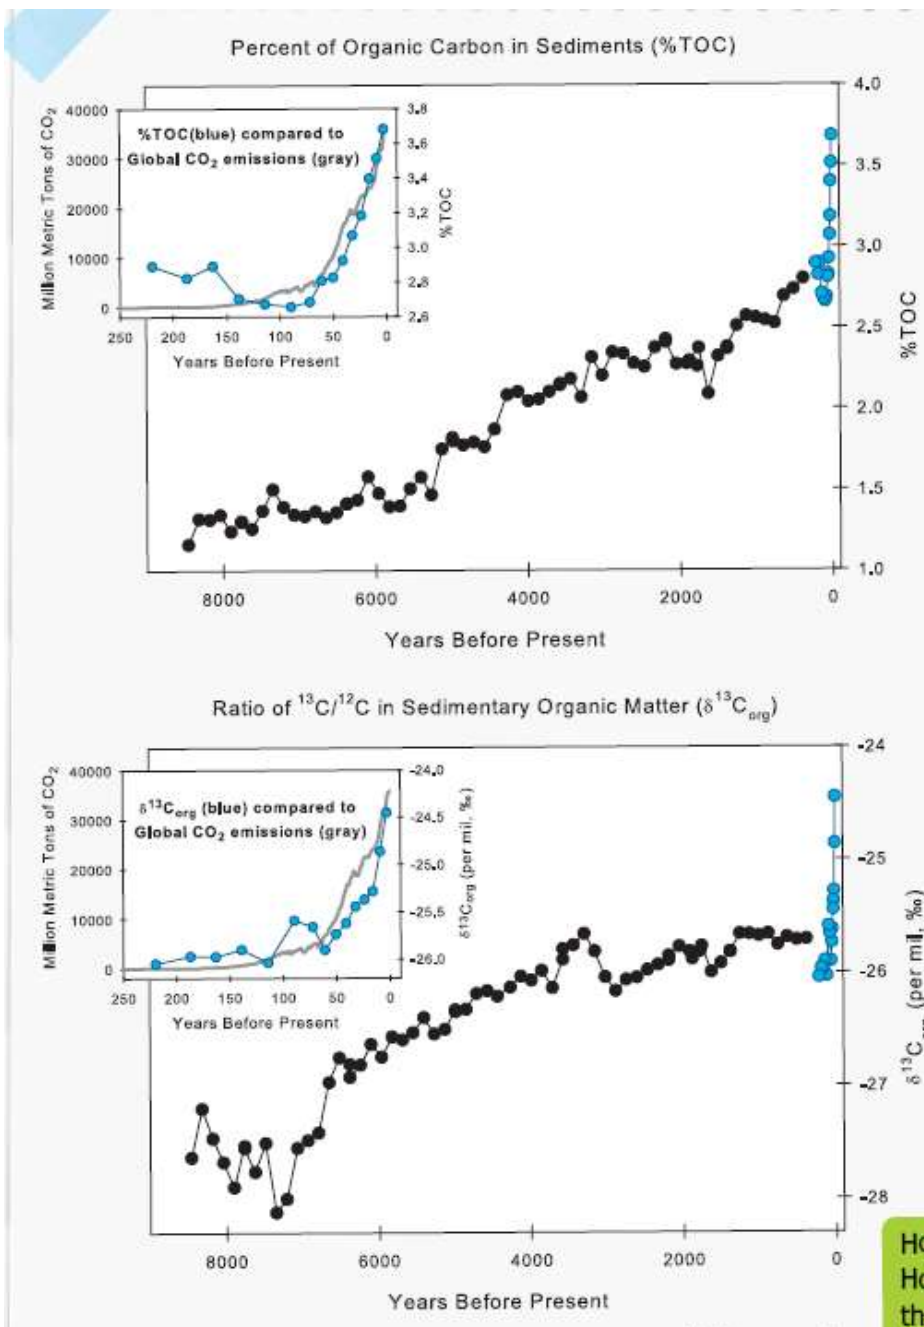 Percent of Organic Carbon in Sediments (%TOC)
Million Metric Tons of CO₂
40000
30000
20000
10000
0
%TOC(blue) compared to
Global CO₂ emissions (gray)
3.8
3.6
3.4
3.2
3.0
2.8
2.6
%TOC
250 200 150 100 50 0
Years Before Present
4.0
3.5
3.0
2.5
2.0
1.5
1.0
%TOC
8000 6000 4000 2000 0
Years Before Present
Ratio of ¹³C/¹²C in Sedimentary Organic Matter (δ¹³Corg)
Million Metric Tons of CO₂
40000
30000
20000
10000
0
δ¹³Corg (blue) compared to
Global CO₂ emissions (gray)
-24.0
-24.5
-25.0
-25.5
-26.0
δ¹³Corg (per mil, ‰)
250 200 150 100 50 0
Years Before Present
-24
-25
-26
-27
-28
δ¹³Corg (per mil, ‰)
8000 6000 4000 2000 0
Years Before Present